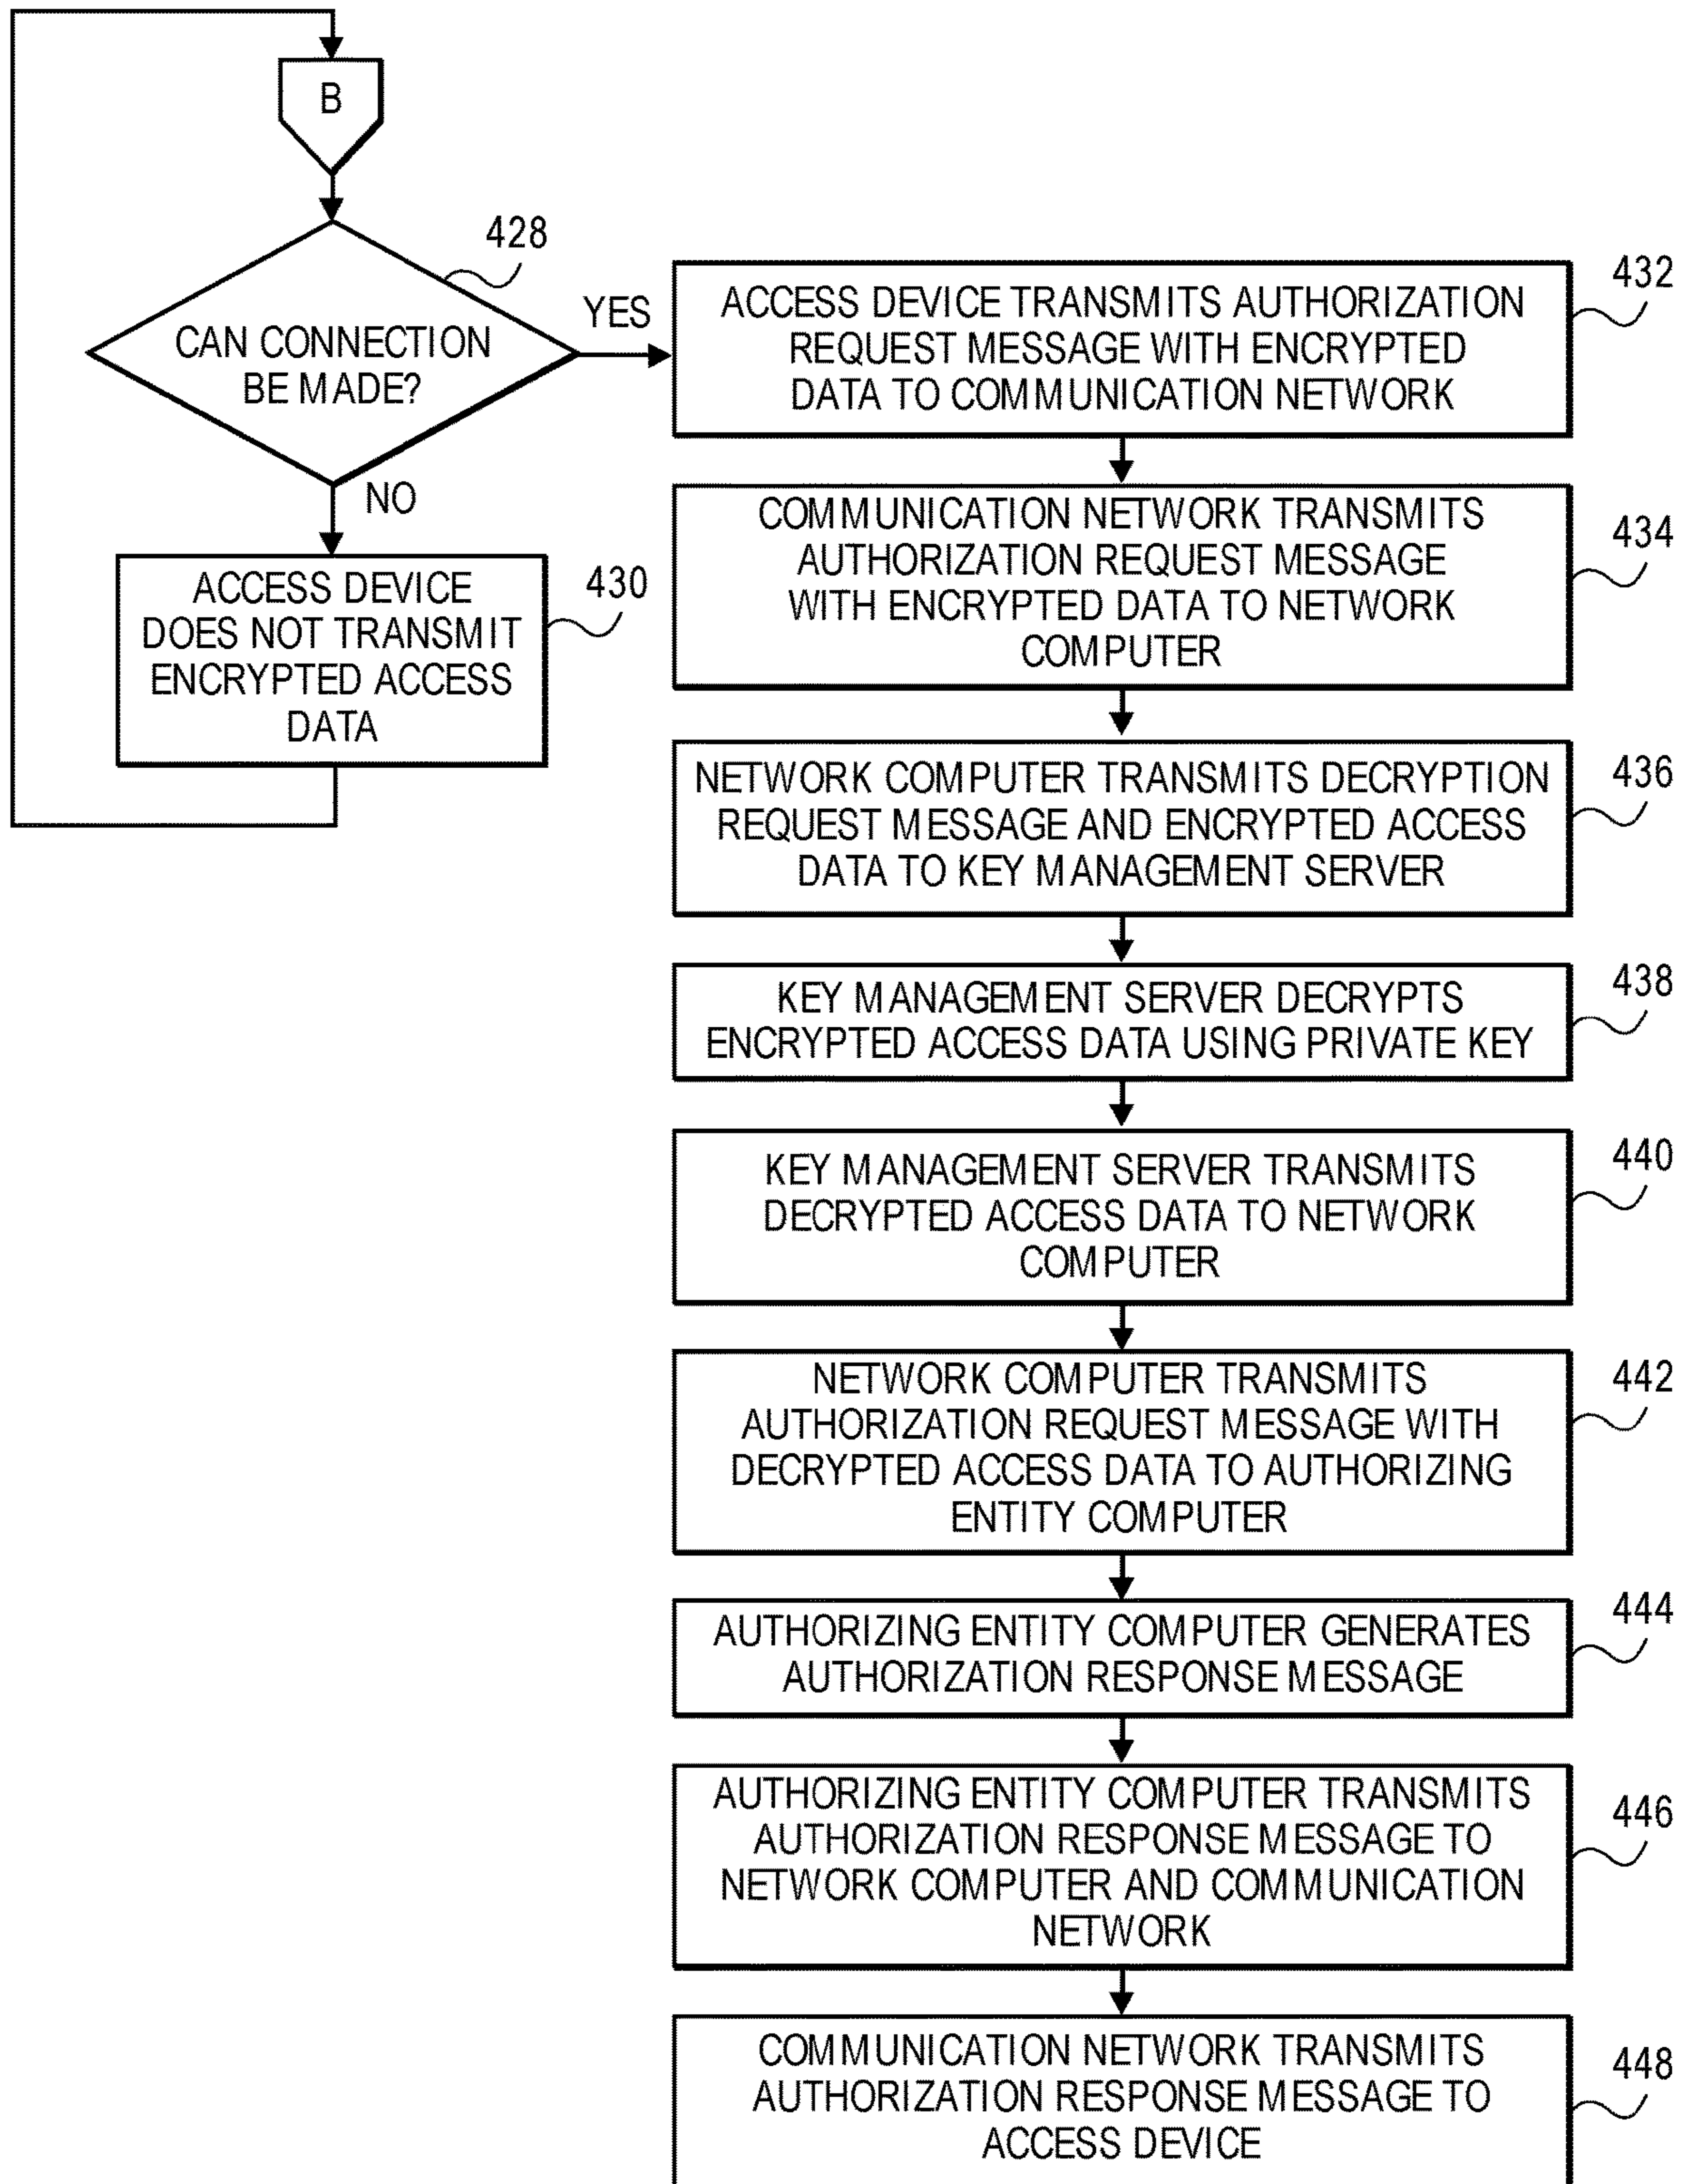 B
428
CAN CONNECTION
BE MADE?
YES
NO
ACCESS DEVICE
DOES NOT TRANSMIT
ENCRYPTED ACCESS
DATA
430
ACCESS DEVICE TRANSMITS AUTHORIZATION
REQUEST MESSAGE WITH ENCRYPTED
DATA TO COMMUNICATION NETWORK
432
COMMUNICATION NETWORK TRANSMITS
AUTHORIZATION REQUEST MESSAGE
WITH ENCRYPTED DATA TO NETWORK
COMPUTER
434
NETWORK COMPUTER TRANSMITS DECRYPTION
REQUEST MESSAGE AND ENCRYPTED ACCESS
DATA TO KEY MANAGEMENT SERVER
436
KEY MANAGEMENT SERVER DECRYPTS
ENCRYPTED ACCESS DATA USING PRIVATE KEY
438
KEY MANAGEMENT SERVER TRANSMITS
DECRYPTED ACCESS DATA TO NETWORK
COMPUTER
440
NETWORK COMPUTER TRANSMITS
AUTHORIZATION REQUEST MESSAGE WITH
DECRYPTED ACCESS DATA TO AUTHORIZING
ENTITY COMPUTER
442
AUTHORIZING ENTITY COMPUTER GENERATES
AUTHORIZATION RESPONSE MESSAGE
444
AUTHORIZING ENTITY COMPUTER TRANSMITS
AUTHORIZATION RESPONSE MESSAGE TO
NETWORK COMPUTER AND COMMUNICATION
NETWORK
446
COMMUNICATION NETWORK TRANSMITS
AUTHORIZATION RESPONSE MESSAGE TO
ACCESS DEVICE
448